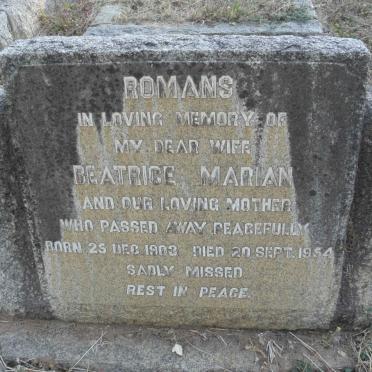 ROMANS
IN LOVING MEMORY OF
MY DEAR WIFE
BEATRICE MARIAN
AND OUR LOVING MOTHER
WHO PASSED AWAY PEACEFULLY
BORN 25 DEC. 1903 DIED 20 SEPT. 1954
SADLY MISSED
REST IN PEACE.